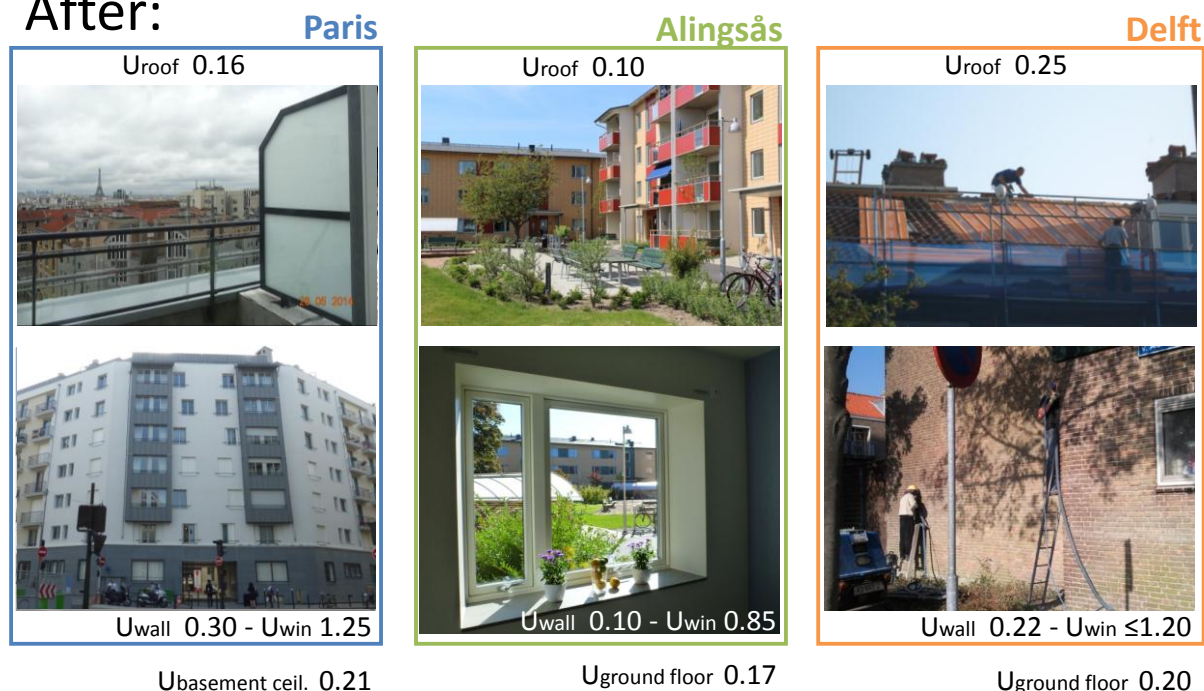 After:
Paris
Uroof 0.16
Uwall 0.30 - Uwin 1.25
Ubasement ceil. 0.21
Alingsås
Uroof 0.10
Uwall 0.10 - Uwin 0.85
Uground floor 0.17
Delft
Uroof 0.25
Uwall 0.22 - Uwin ≤1.20
Uground floor 0.20